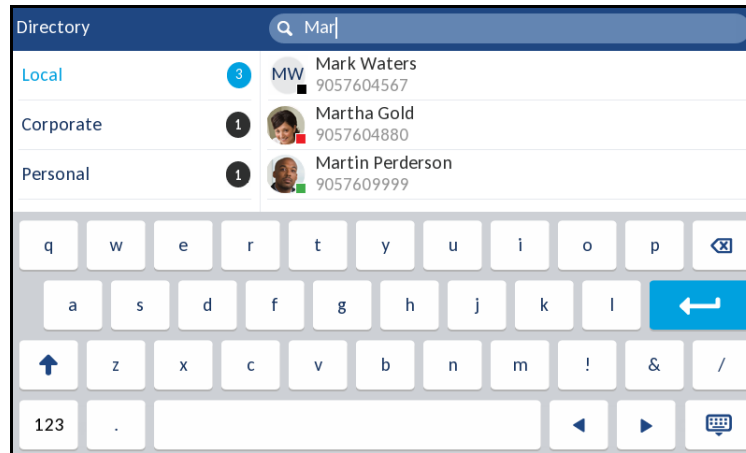 Directory
Mar
Local 3
Corporate 1
Personal 1
MW Mark Waters
9057604567
Martha Gold
9057604880
Martin Perderson
9057609999
q w e r t y u i o p
a s d f g h j k l
z x c v b n m ! & /
123 .